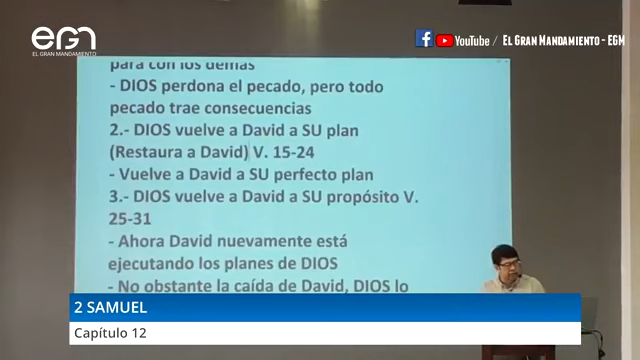 EGM
EL GRAN MANDAMIENTO
YouTube / EL GRAN MANDAMIENTO - EGM
para con los demás
- DIOS perdona el pecado, pero todo
pecado trae consecuencias
2.- DIOS vuelve a David a SU plan
(Restaura a David) V. 15-24
- Vuelve a David a SU perfecto plan
3.- DIOS vuelve a David a SU propósito V.
25-31
- Ahora David nuevamente está
ejecutando los planes de DIOS
- No obstante la caída de David, DIOS lo
2 SAMUEL
Capítulo 12